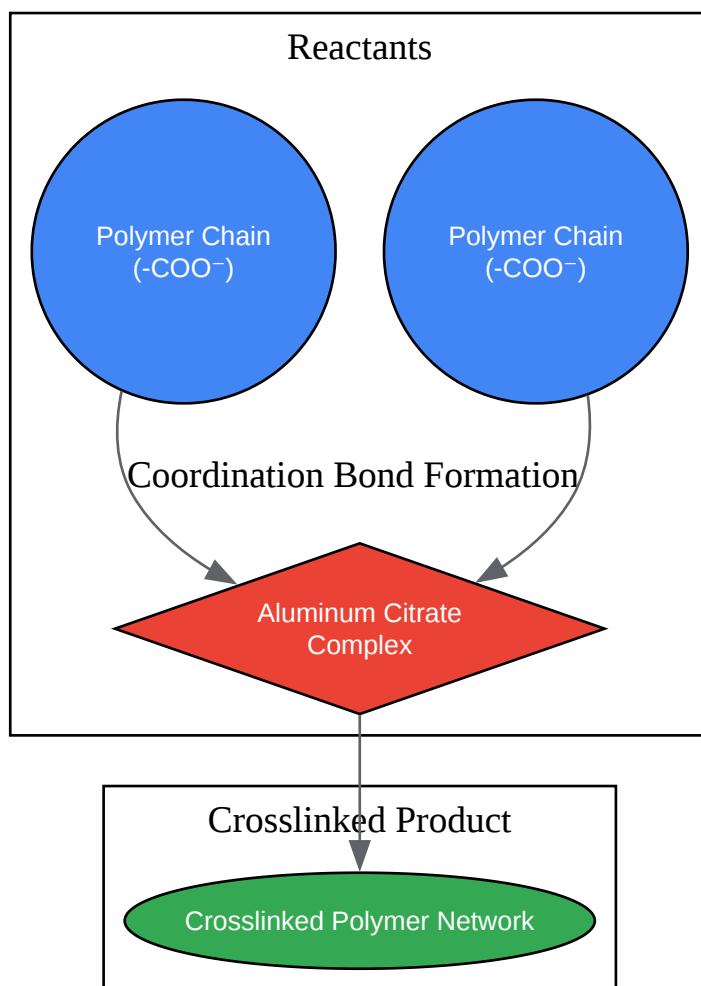 Reactants
Polymer Chain
(-COO⁻)
Polymer Chain
(-COO⁻)
Coordination Bond Formation
Aluminum Citrate
Complex
Crosslinked Product
Crosslinked Polymer Network